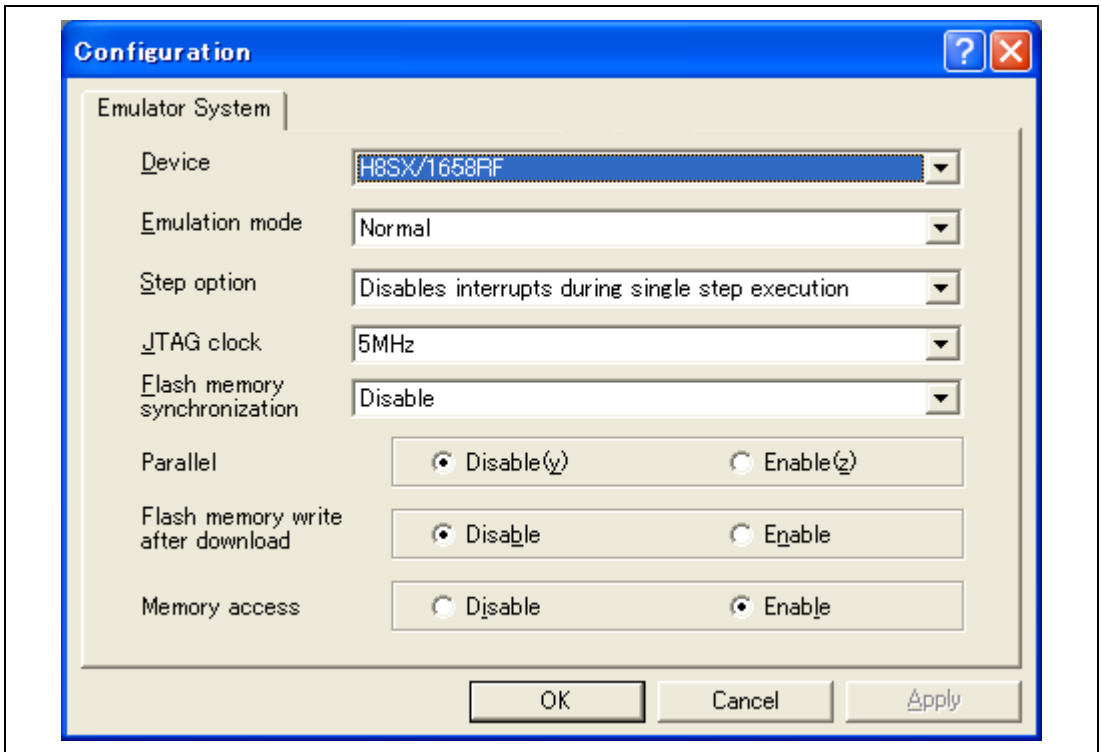 Configuration
Emulator System
Device H8SX/1658RF
Emulation mode Normal
Step option Disables interrupts during single step execution
JTAG clock 5MHz
Flash memory
synchronization Disable
Parallel Disable(y) Enable(z)
Flash memory write
after download Disable Enable
Memory access Disable Enable
OK Cancel Apply